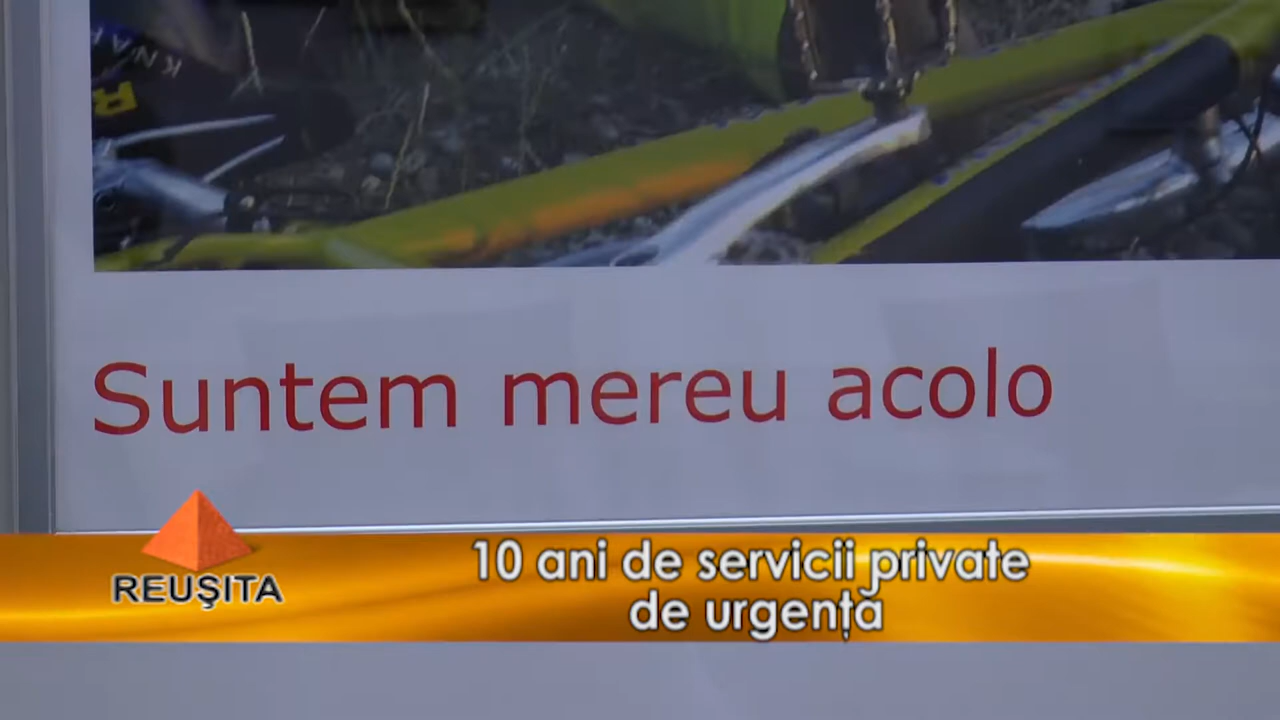 Suntem mereu acolo
REUŞITA
10 ani de servicii private
de urgență